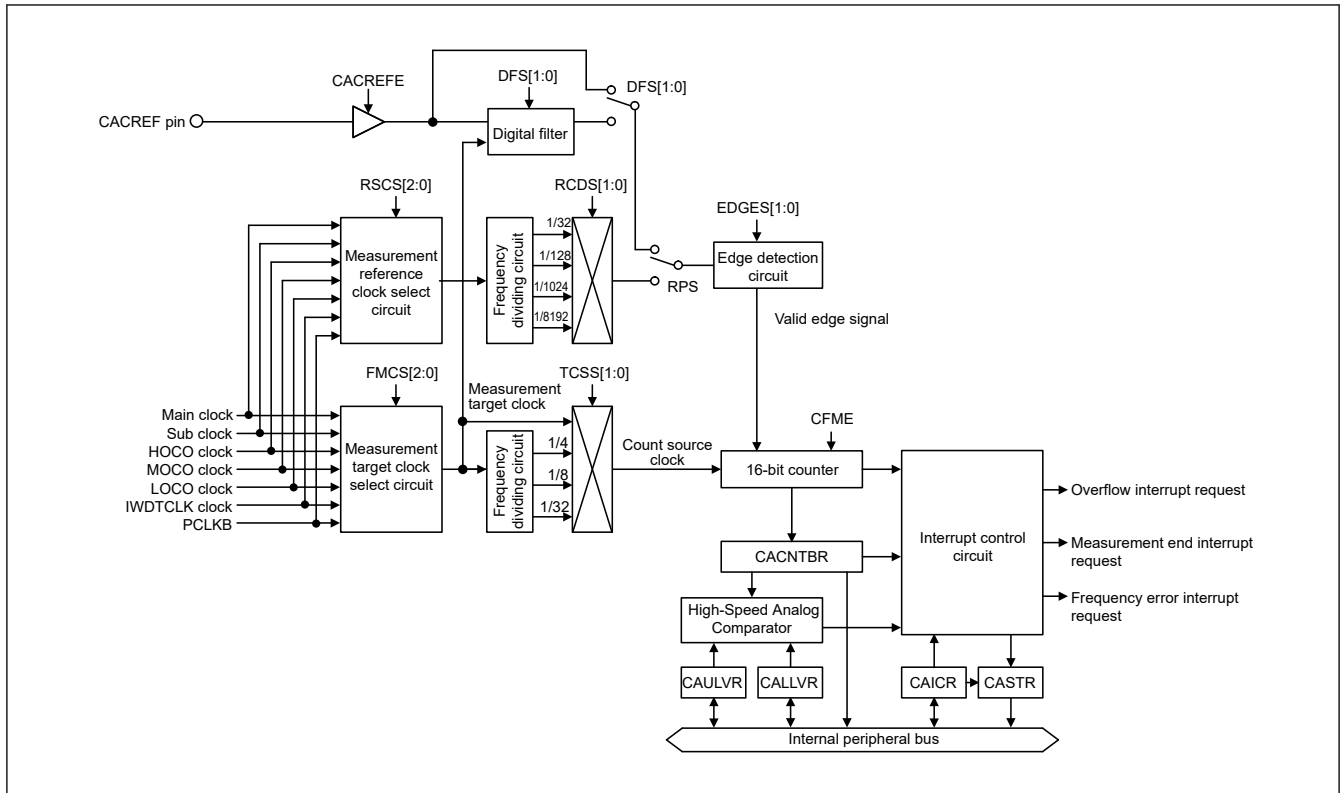 CACREFE
DFS[1:0]
DFS[1:0]
CACREF pin
Digital filter
RSCS[2:0]
RCDS[1:0]
EDGES[1:0]
Measurement
reference
clock select
circuit
Frequency
dividing circuit
1/32
1/128
1/1024
1/8192
RPS
Edge detection
circuit
Valid edge signal
FMCS[2:0]
Measurement
target clock
TCSS[1:0]
Main clock
Sub clock
HOCO clock
MOCO clock
LOCO clock
IWDTCLK clock
PCLKB
Measurement
target clock
select circuit
Frequency
dividing circuit
1/4
1/8
1/32
Count source
clock
CFME
16-bit counter
CACNTBR
High-Speed Analog
Comparator
CAULVR
CALLVR
Interrupt control
circuit
Overflow interrupt request
Measurement end interrupt
request
Frequency error interrupt
request
CAICR
CASTR
Internal peripheral bus